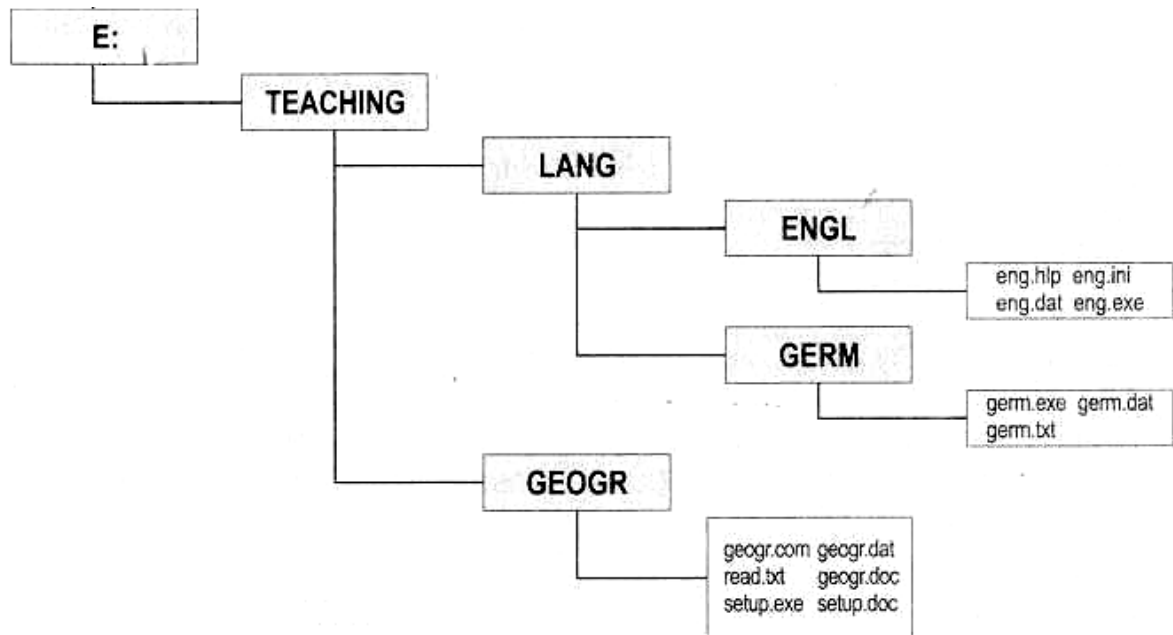 E:
TEACHING
LANG
ENGL
eng.hlp eng.ini
eng.dat eng.exe
GERM
germ.exe germ.dat
germ.txt
GEOGR
geogr.com geogr.dat
read.txt geogr.doc
setup.exe setup.doc